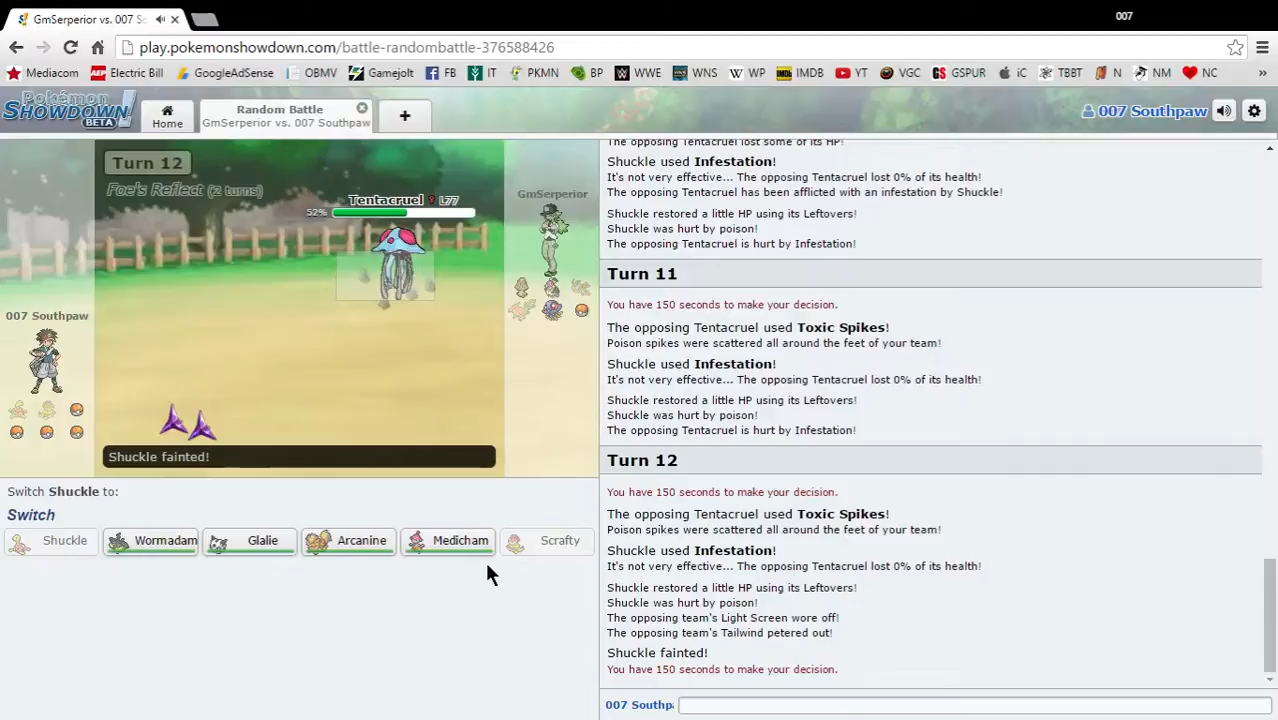 GmSerperior vs. 007 Sc
007
play.pokemonshowdown.com/battle-randombattle-376588426
Mediacom
AEP Electric Bill
GoogleAdSense
OBMV
Gamejolt
FB
IT
PKMN
BP
WWE
WNS
W WP
IMDB IMDB
YT
VGC
GS GSPUR
iC
TBBT
N
NM
NC
»
Pokémon
SHOWDOWN!
BETA
Home
Random Battle
GmSerperior vs. 007 Southpaw
+
007 Southpaw
Turn 12
Foe's Reflect (2 turns)
Tentacruel ♀ L77
52%
GmSerperior
007 Southpaw
Shuckle fainted!
Switch Shuckle to:
Switch
Shuckle
Wormadam
Glalie
Arcanine
Medicham
Scrafty
The opposing Tentacruel lost some of its HP!
Shuckle used Infestation!
It's not very effective... The opposing Tentacruel lost 0% of its health!
The opposing Tentacruel has been afflicted with an infestation by Shuckle!
Shuckle restored a little HP using its Leftovers!
Shuckle was hurt by poison!
The opposing Tentacruel is hurt by Infestation!
Turn 11
You have 150 seconds to make your decision.
The opposing Tentacruel used Toxic Spikes!
Poison spikes were scattered all around the feet of your team!
Shuckle used Infestation!
It's not very effective... The opposing Tentacruel lost 0% of its health!
Shuckle restored a little HP using its Leftovers!
Shuckle was hurt by poison!
The opposing Tentacruel is hurt by Infestation!
Turn 12
You have 150 seconds to make your decision.
The opposing Tentacruel used Toxic Spikes!
Poison spikes were scattered all around the feet of your team!
Shuckle used Infestation!
It's not very effective... The opposing Tentacruel lost 0% of its health!
Shuckle restored a little HP using its Leftovers!
Shuckle was hurt by poison!
The opposing team's Light Screen wore off!
The opposing team's Tailwind petered out!
Shuckle fainted!
You have 150 seconds to make your decision.
007 Southpa